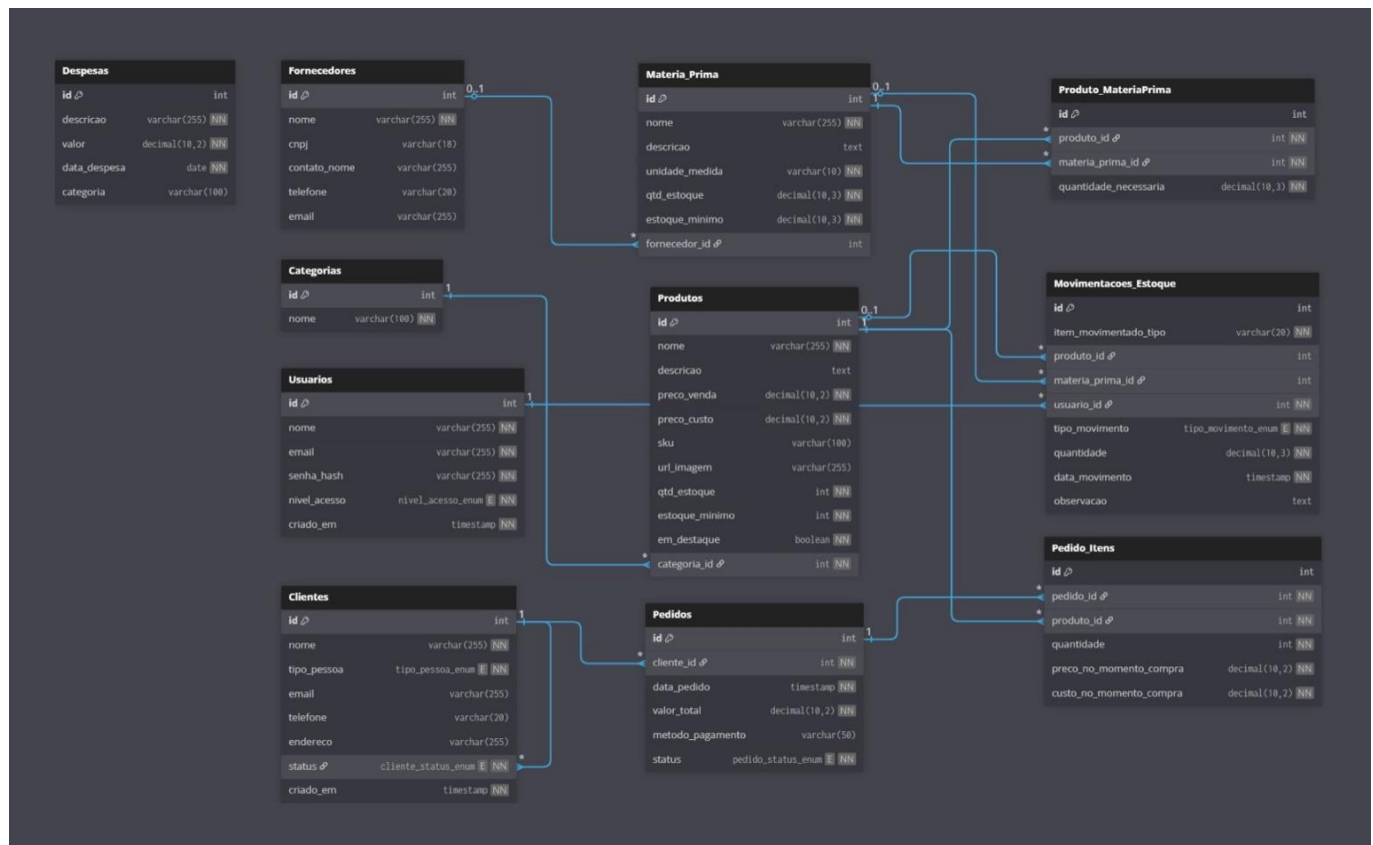 Despesas
id int
descricao varchar(255) NN
valor decimal(10,2) NN
data_despesa date NN
categoria varchar(100)
Fornecedores
id int 0..1
nome varchar(255) NN
cnpj varchar(18)
contato_nome varchar(255)
telefone varchar(20)
email varchar(255)
Categorias
id int 1
nome varchar(100) NN
Usuarios
id int 1
nome varchar(255) NN
email varchar(255) NN
senha_hash varchar(255) NN
nivel_acesso nivel_acesso_enum E NN
criado_em timestamp NN
Clientes
id int 1
nome varchar(255) NN
tipo_pessoa tipo_pessoa_enum E NN
email varchar(255)
telefone varchar(20)
endereco varchar(255)
status cliente_status_enum E NN *
criado_em timestamp NN
Materia_Prima
id int 0..1 1
nome varchar(255) NN
descricao text
unidade_medida varchar(10) NN
qtd_estoque decimal(10,3) NN
estoque_minimo decimal(10,3) NN
* fornecedor_id int
Produtos
id int 0..1 1
nome varchar(255) NN
descricao text
preco_venda decimal(10,2) NN
preco_custo decimal(10,2) NN
sku varchar(100)
url_imagem varchar(255)
qtd_estoque int NN
estoque_minimo int NN
em_destaque boolean NN
* categoria_id int NN
Pedidos
id int 1
* cliente_id int NN
data_pedido timestamp NN
valor_total decimal(10,2) NN
metodo_pagamento varchar(50)
status pedido_status_enum E NN
Produto_MateriaPrima
id int
* produto_id int NN
* materia_prima_id int NN
quantidade_necessaria decimal(10,3) NN
Movimentacoes_Estoque
id int
item_movimentado_tipo varchar(20) NN
* produto_id int
* materia_prima_id int
* usuario_id int NN
tipo_movimento tipo_movimento_enum E NN
quantidade decimal(10,3) NN
data_movimento timestamp NN
observacao text
Pedido_Itens
id int
* pedido_id int NN
* produto_id int NN
quantidade int NN
preco_no_momento_compra decimal(10,2) NN
custo_no_momento_compra decimal(10,2) NN